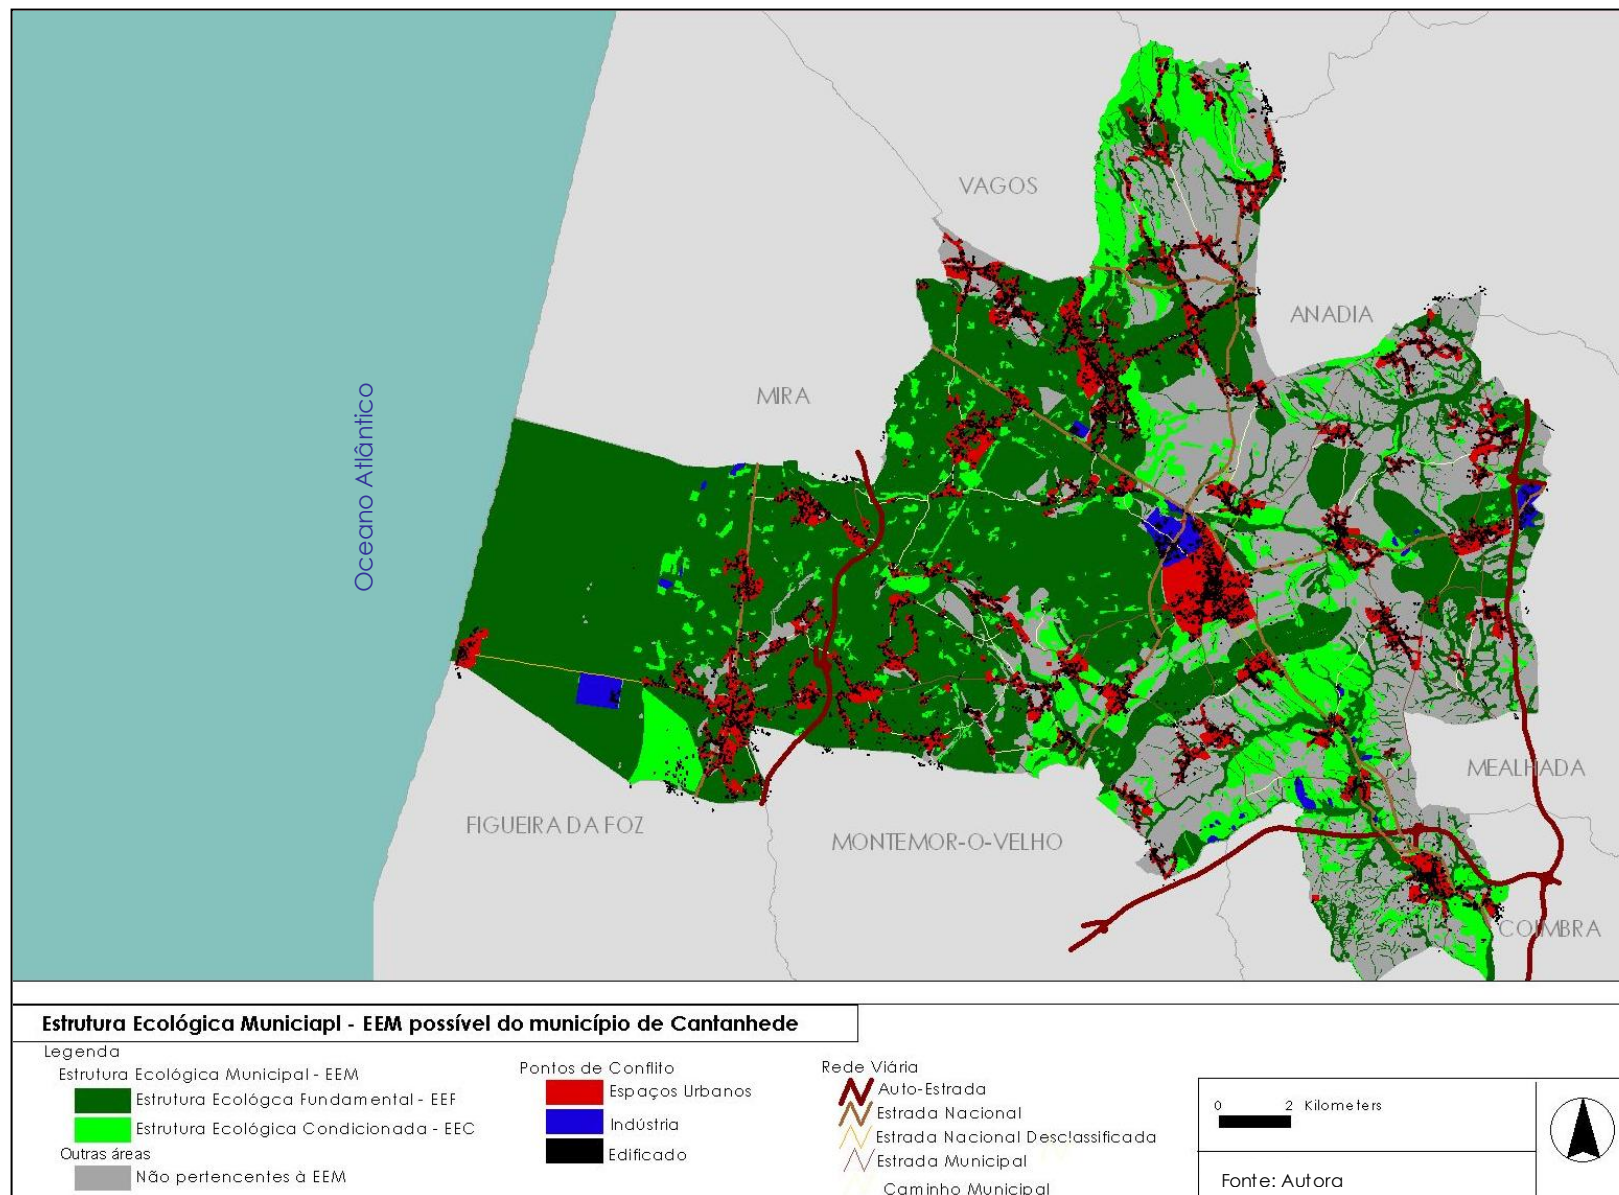 VAGOS
ANADIA
MIRA
Oceano Atlântico
MEALHADA
FIGUEIRA DA FOZ
MONTEMOR-O-VELHO
COIMBRA
Estrutura Ecológica Municiapl - EEM possível do município de Cantanhede
Legenda
Estrutura Ecológica Municipal - EEM
Estrutura Ecológca Fundamental - EEF
Estrutura Ecológica Condicionada - EEC
Outras áreas
Não pertencentes à EEM
Pontos de Conflito
Espaços Urbanos
Indústria
Edificado
Rede Viária
Auto-Estrada
Estrada Nacional
Estrada Nacional Desclassificada
Estrada Municipal
Caminho Municipal
0 2 Kilometers
Fonte: Autora